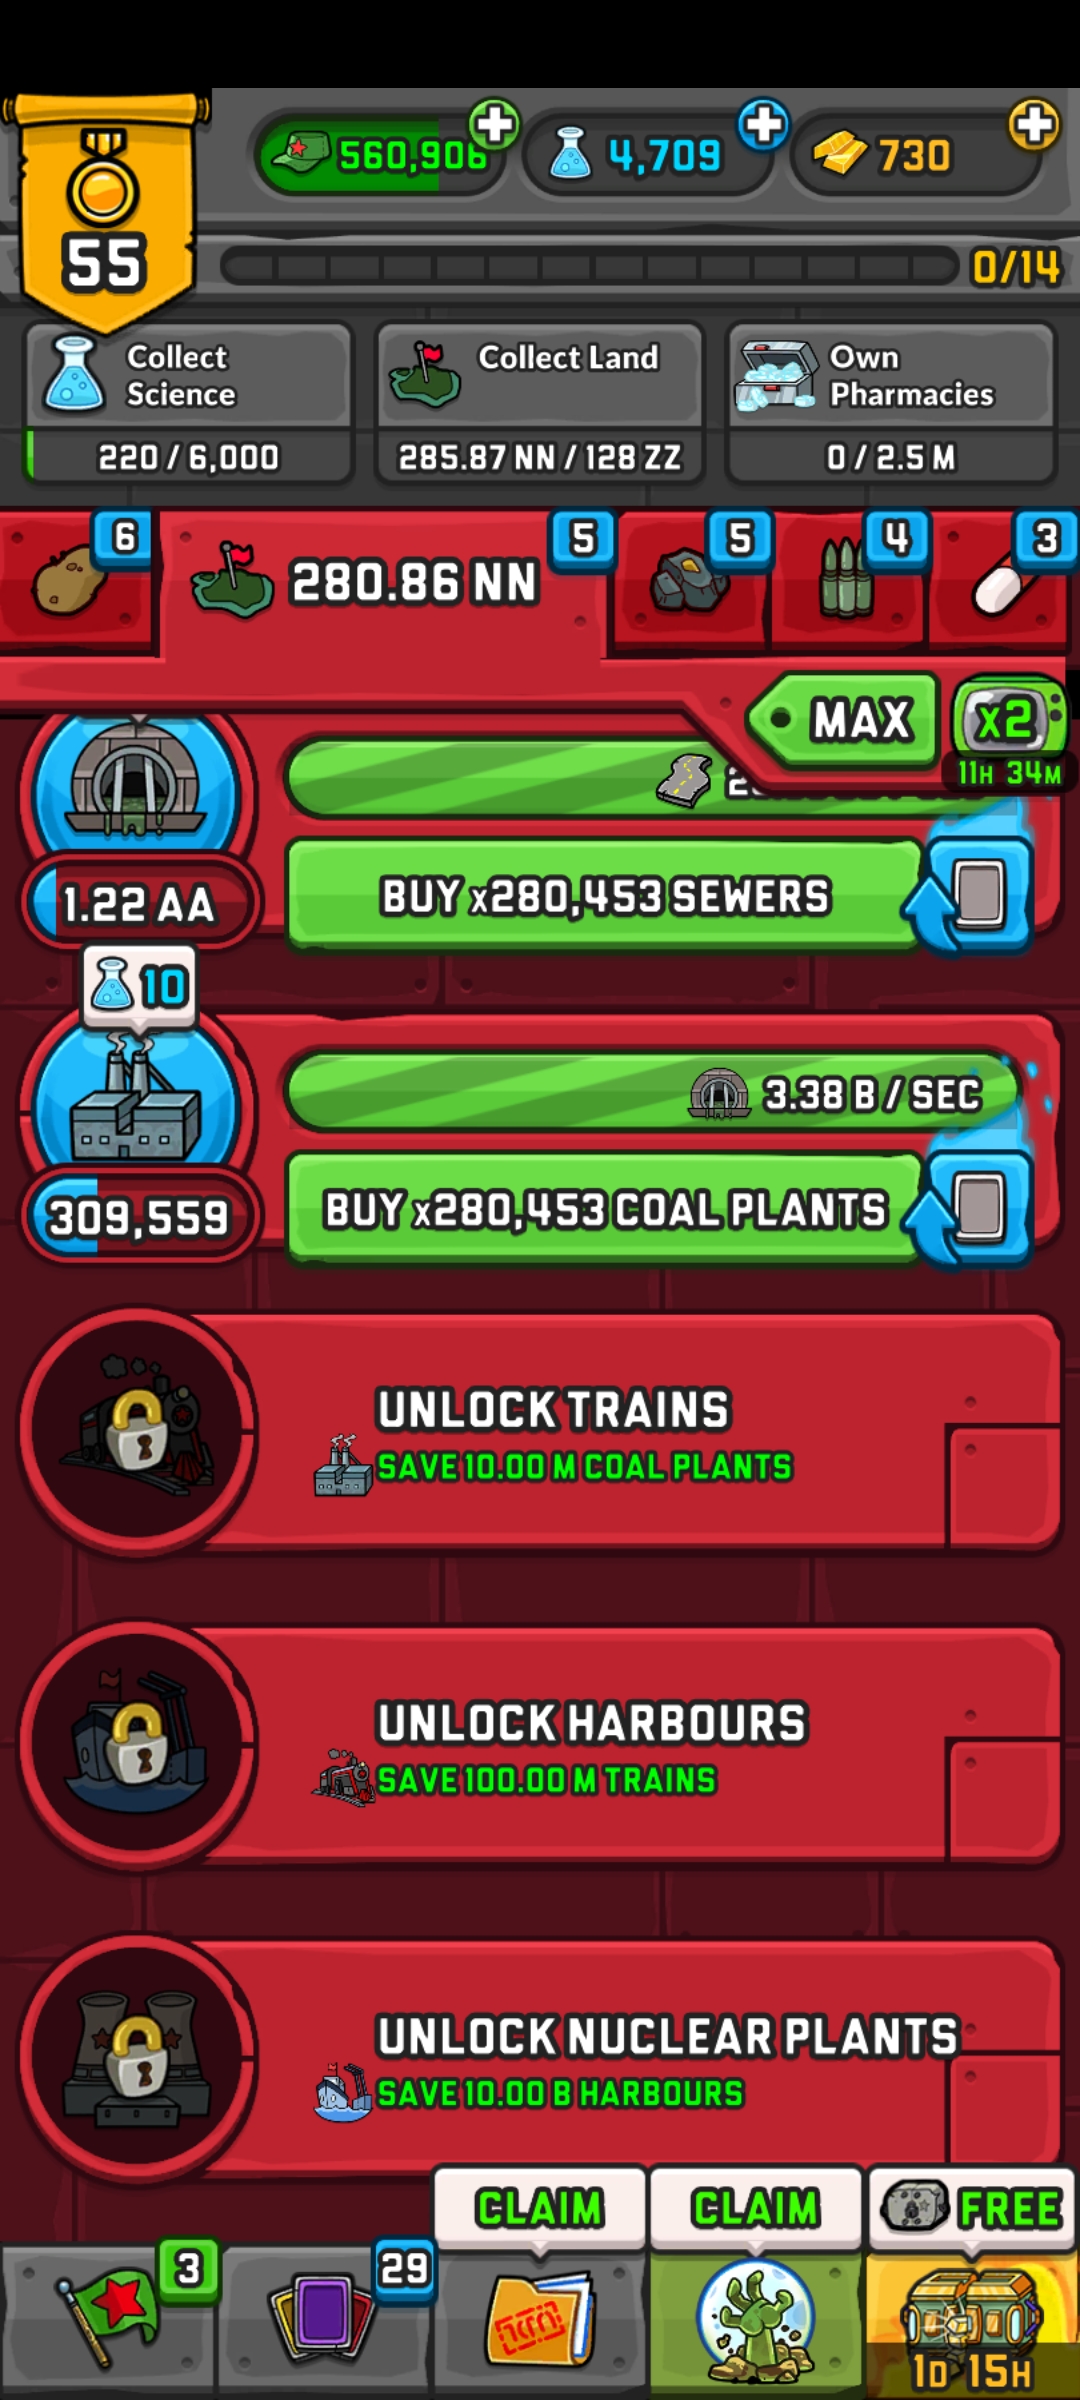 560,906
4,709
730
55
0/14
Collect
Science
220 / 6,000
Collect Land
285.87 NN / 128 ZZ
Own
Pharmacies
0 / 2.5 M
6
280.86 NN
5
5
4
3
MAX
x2
11H 34M
1.22 AA
BUY x280,453 SEWERS
10
3.38 B / SEC
309,559
BUY x280,453 COAL PLANTS
UNLOCK TRAINS
SAVE 10.00 M COAL PLANTS
UNLOCK HARBOURS
SAVE 100.00 M TRAINS
UNLOCK NUCLEAR PLANTS
SAVE 10.00 B HARBOURS
CLAIM
CLAIM
FREE
3
29
1D 15H